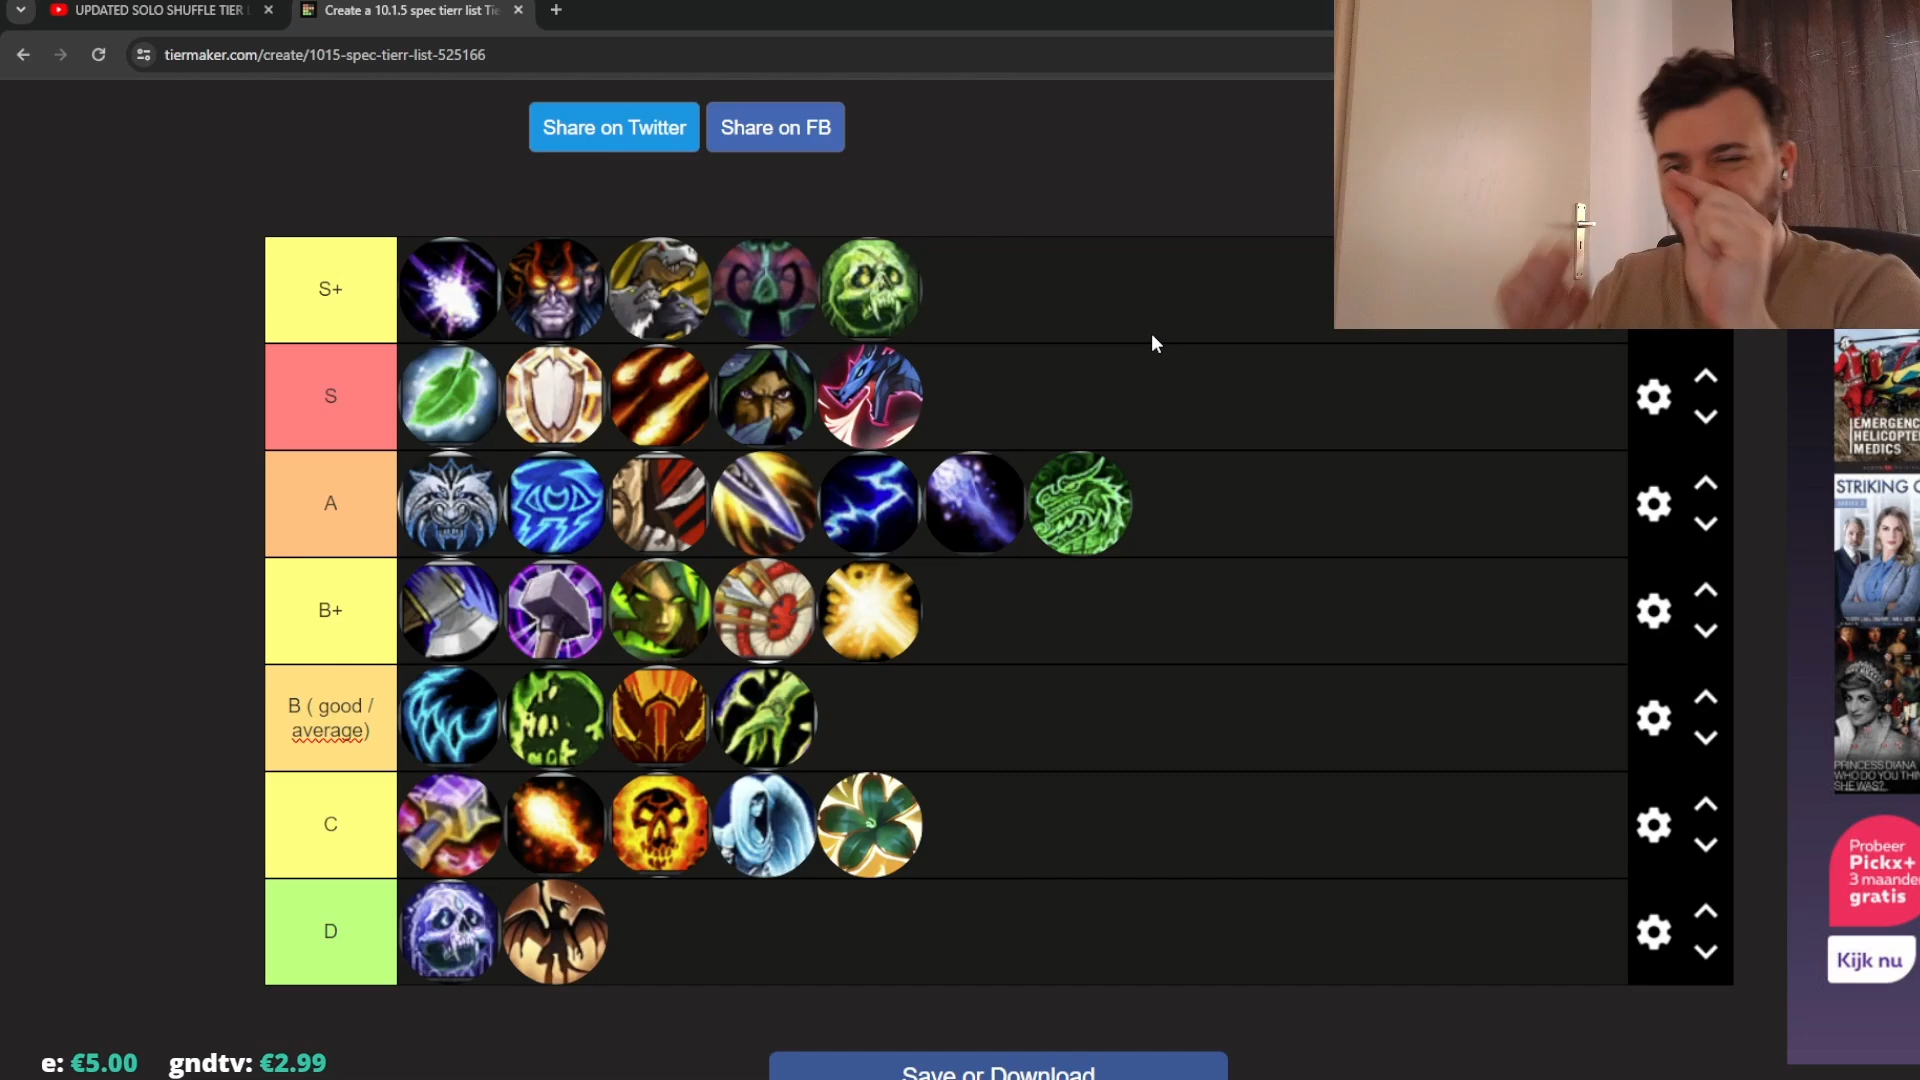 UPDATED SOLO SHUFFLE TIER
Create a 10.1.5 spec tierr list Tie
tiermaker.com/create/1015-spec-tierr-list-525166
Share on Twitter
Share on FB
S+
S
A
B+
B ( good /
average)
C
D
EMERGENC
HELICOPTE
MEDICS
STRIKING O
PRINCESS DIANA
WHO DO YOU THIN
SHE WAS?
Probeer
Pickx+
3 maande
gratis
Kijk nu
e: €5.00 gndtv: €2.99
Save or Download